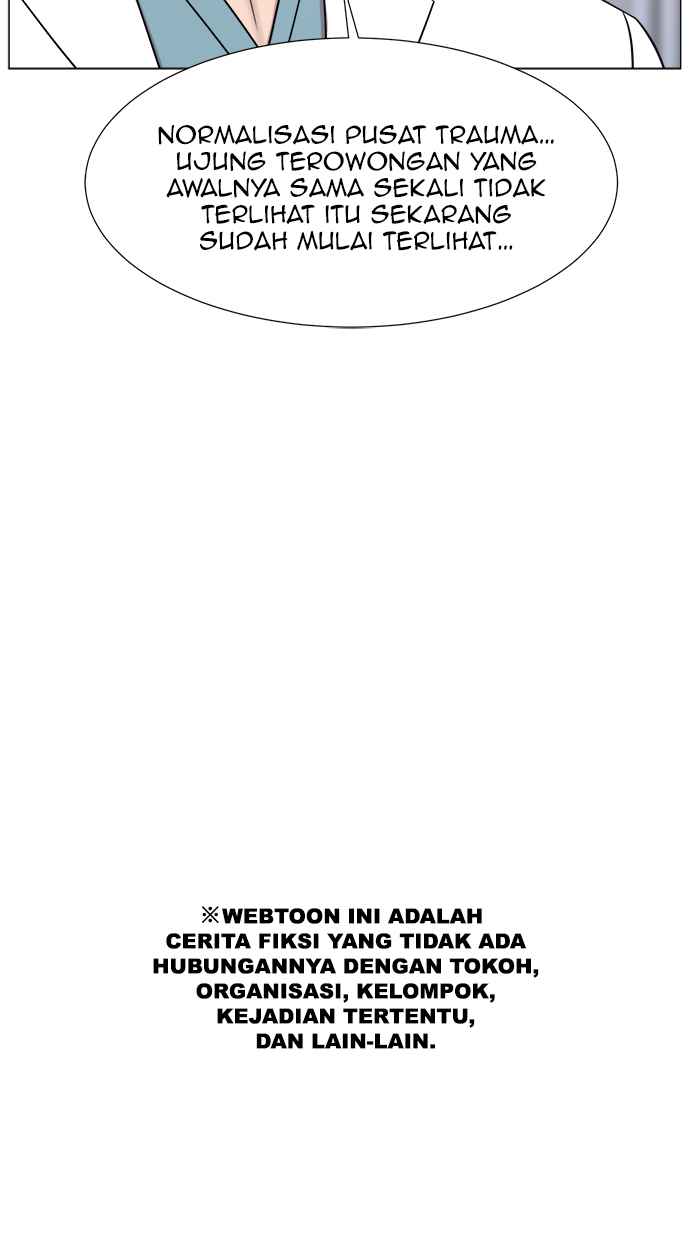 NORMALISASI PUSAT TRAUMA...
UJUNG TEROWONGAN YANG
AWALNYA SAMA SEKALI TIDAK
TERLIHAT ITU SEKARANG
SUDAH MULAI TERLIHAT...
※WEBTOON INI ADALAH
CERITA FIKSI YANG TIDAK ADA
HUBUNGANNYA DENGAN TOKOH,
ORGANISASI, KELOMPOK,
KEJADIAN TERTENTU,
DAN LAIN-LAIN.